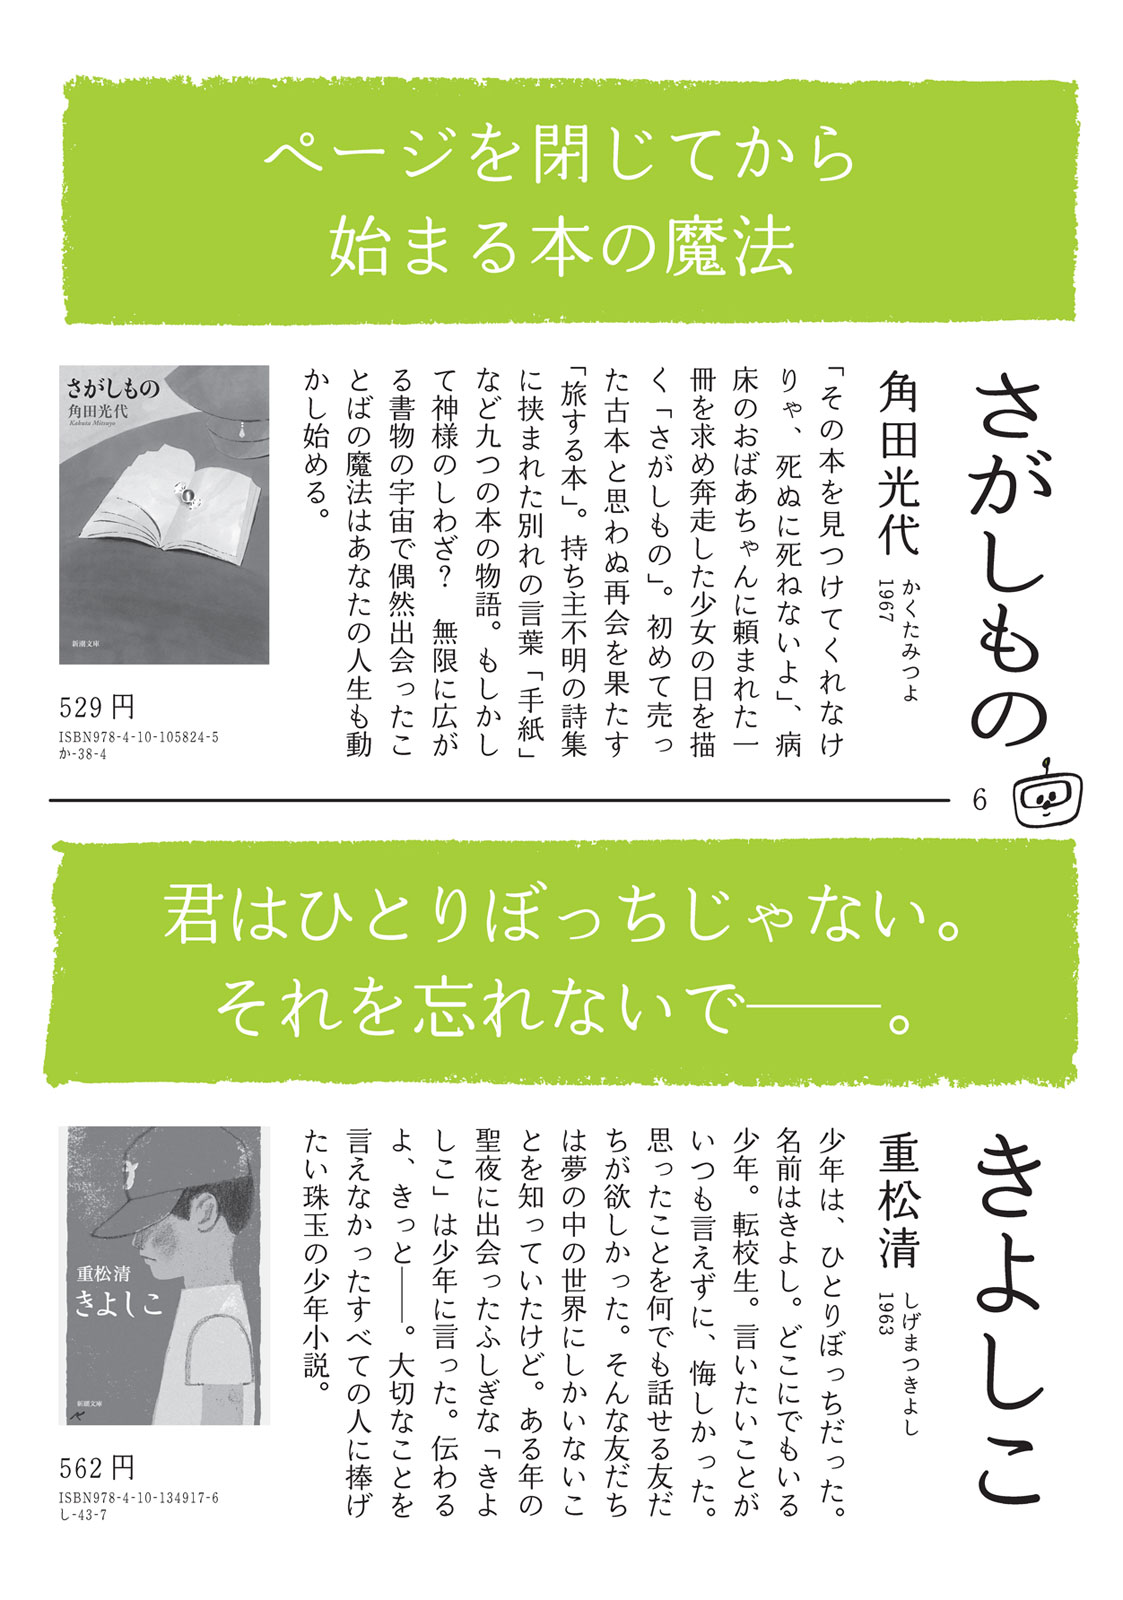 ページを閉じてから
始まる本の魔法
さがしもの
角田光代
かくたみつよ
1967
「その本を見つけてくれなけ
りゃ、死ぬに死ねないよ」、病
床のおばあちゃんに頼まれた一
冊を求め奔走した少女の日を描
く「さがしもの」。初めて売っ
た古本と思わぬ再会を果たす
「旅する本」。持ち主不明の詩集
に挟まれた別れの言葉「手紙」
など九つの本の物語。もしかし
て神様のしわざ？　無限に広が
る書物の宇宙で偶然出会ったこ
とばの魔法はあなたの人生も動
かし始める。
さがしもの
角田光代
Kakuta Mitsuyo
新潮文庫
529 円
ISBN978-4-10-105824-5
か-38-4
6
君はひとりぼっちじゃない。
それを忘れないで――。
きよしこ
重松清
しげまつきよし
1963
少年は、ひとりぼっちだった。
名前はきよし。どこにでもいる
少年。転校生。言いたいことが
いつも言えずに、悔しかった。
思ったことを何でも話せる友だ
ちが欲しかった。そんな友だち
は夢の中の世界にしかいないこ
とを知っていたけど。ある年の
聖夜に出会ったふしぎな「きよ
しこ」は少年に言った。伝わる
よ、きっと――。大切なことを
言えなかったすべての人に捧げ
たい珠玉の少年小説。
重松清
きよしこ
新潮文庫
562 円
ISBN978-4-10-134917-6
し-43-7